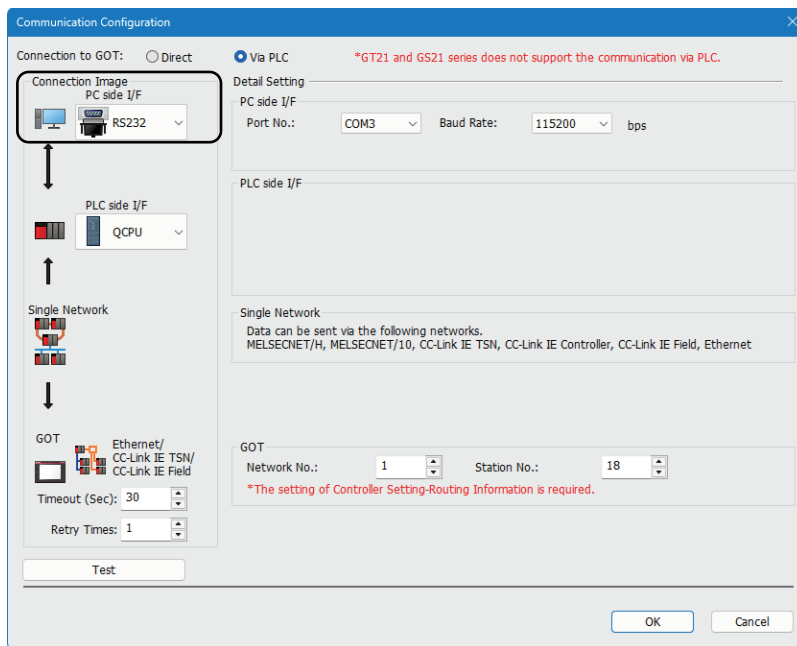 Communication Configuration
Connection to GOT: Direct Via PLC *GT21 and GS21 series does not support the communication via PLC.
Connection Image
PC side I/F
RS232
PLC side I/F
QCPU
Single Network
GOT
Ethernet/
CC-Link IE TSN/
CC-Link IE Field
Timeout (Sec): 30
Retry Times: 1
Test
Detail Setting
PC side I/F
Port No.: COM3 Baud Rate: 115200 bps
PLC side I/F
Single Network
Data can be sent via the following networks.
MELSECNET/H, MELSECNET/10, CC-Link IE TSN, CC-Link IE Controller, CC-Link IE Field, Ethernet
GOT
Network No.: 1 Station No.: 18
*The setting of Controller Setting-Routing Information is required.
OK Cancel